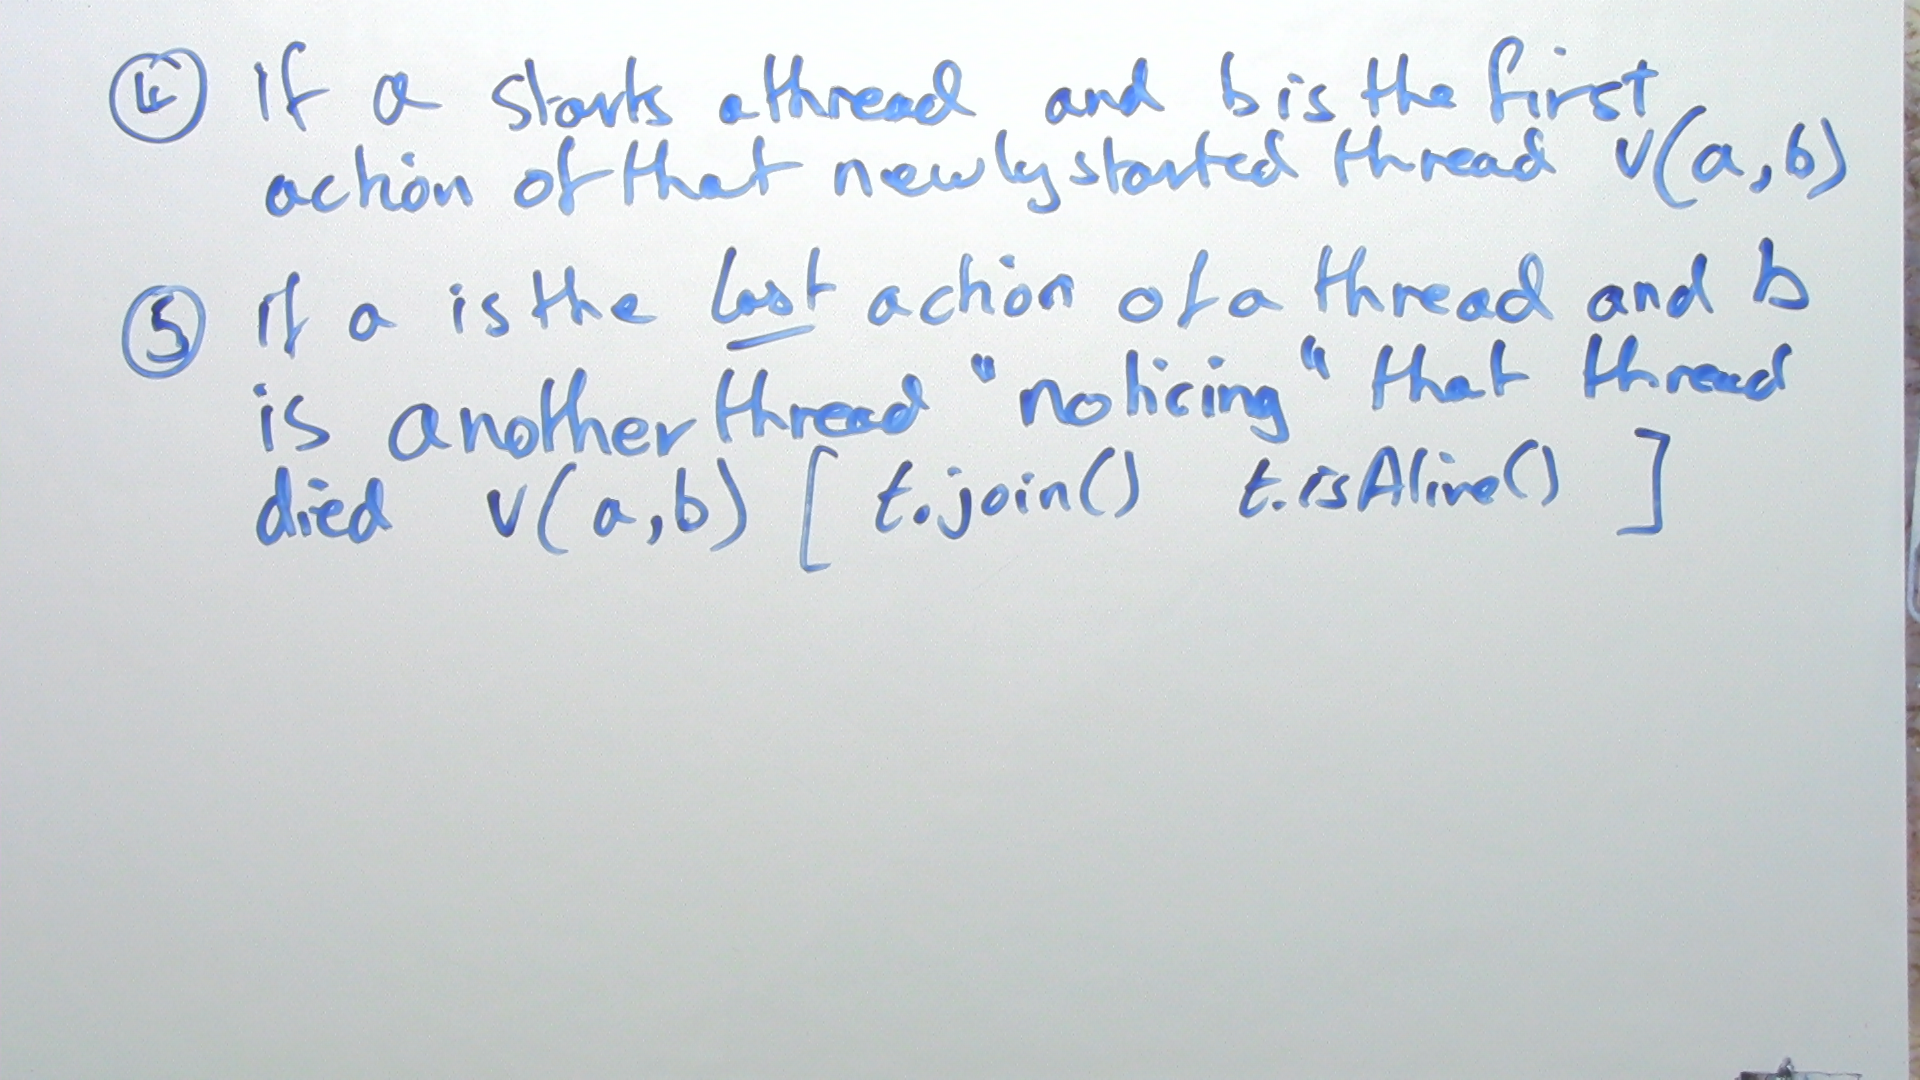 ④ If a starts a thread and b is the first
action of that newly started thread v(a,b)
⑤ if a is the last action of a thread and b
is another thread "noticing" that thread
died v(a,b) [ t.join() t.isAlive() ]